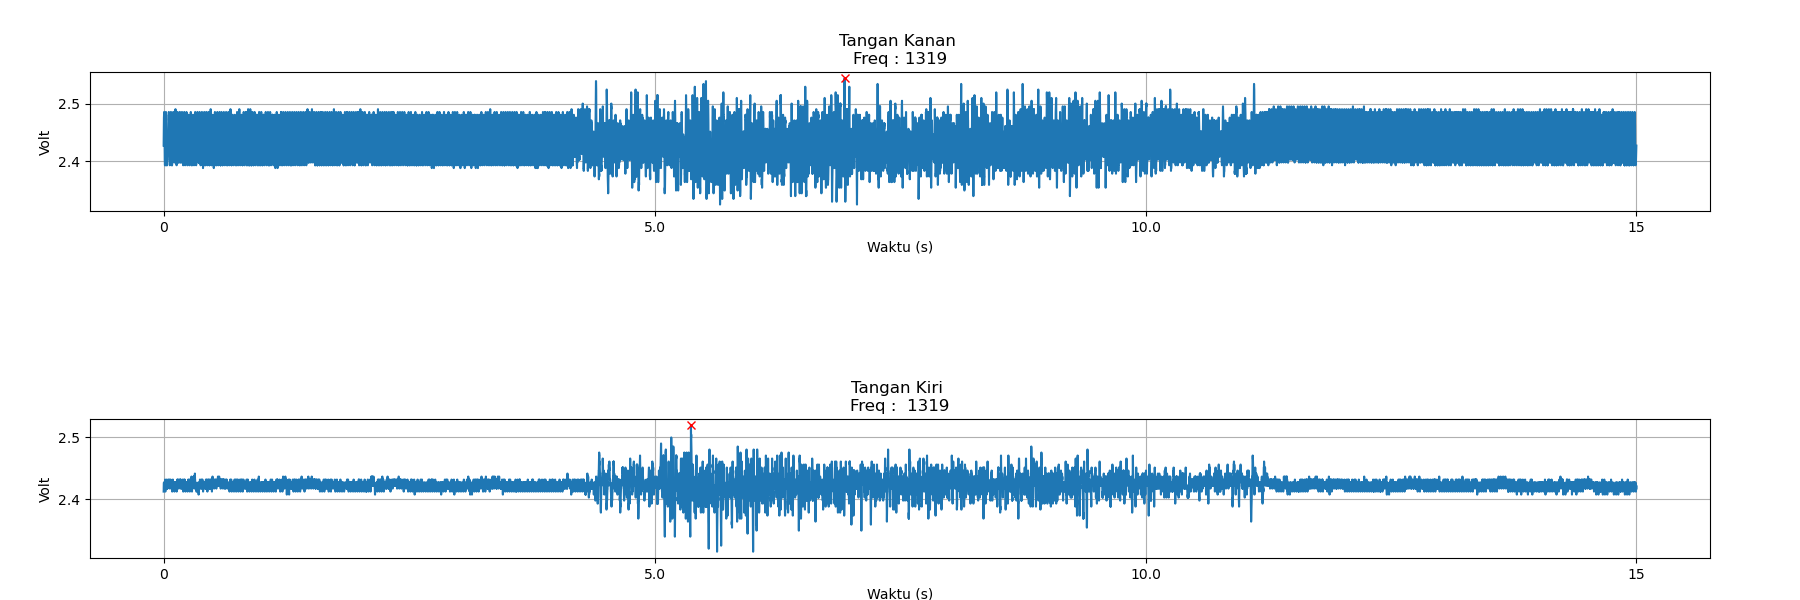 Tangan Kanan
Freq : 1319
2.5
2.4
Volt
0 5.0 10.0 15
Waktu (s)
Tangan Kiri
Freq :  1319
2.5
2.4
Volt
0 5.0 10.0 15
Waktu (s)